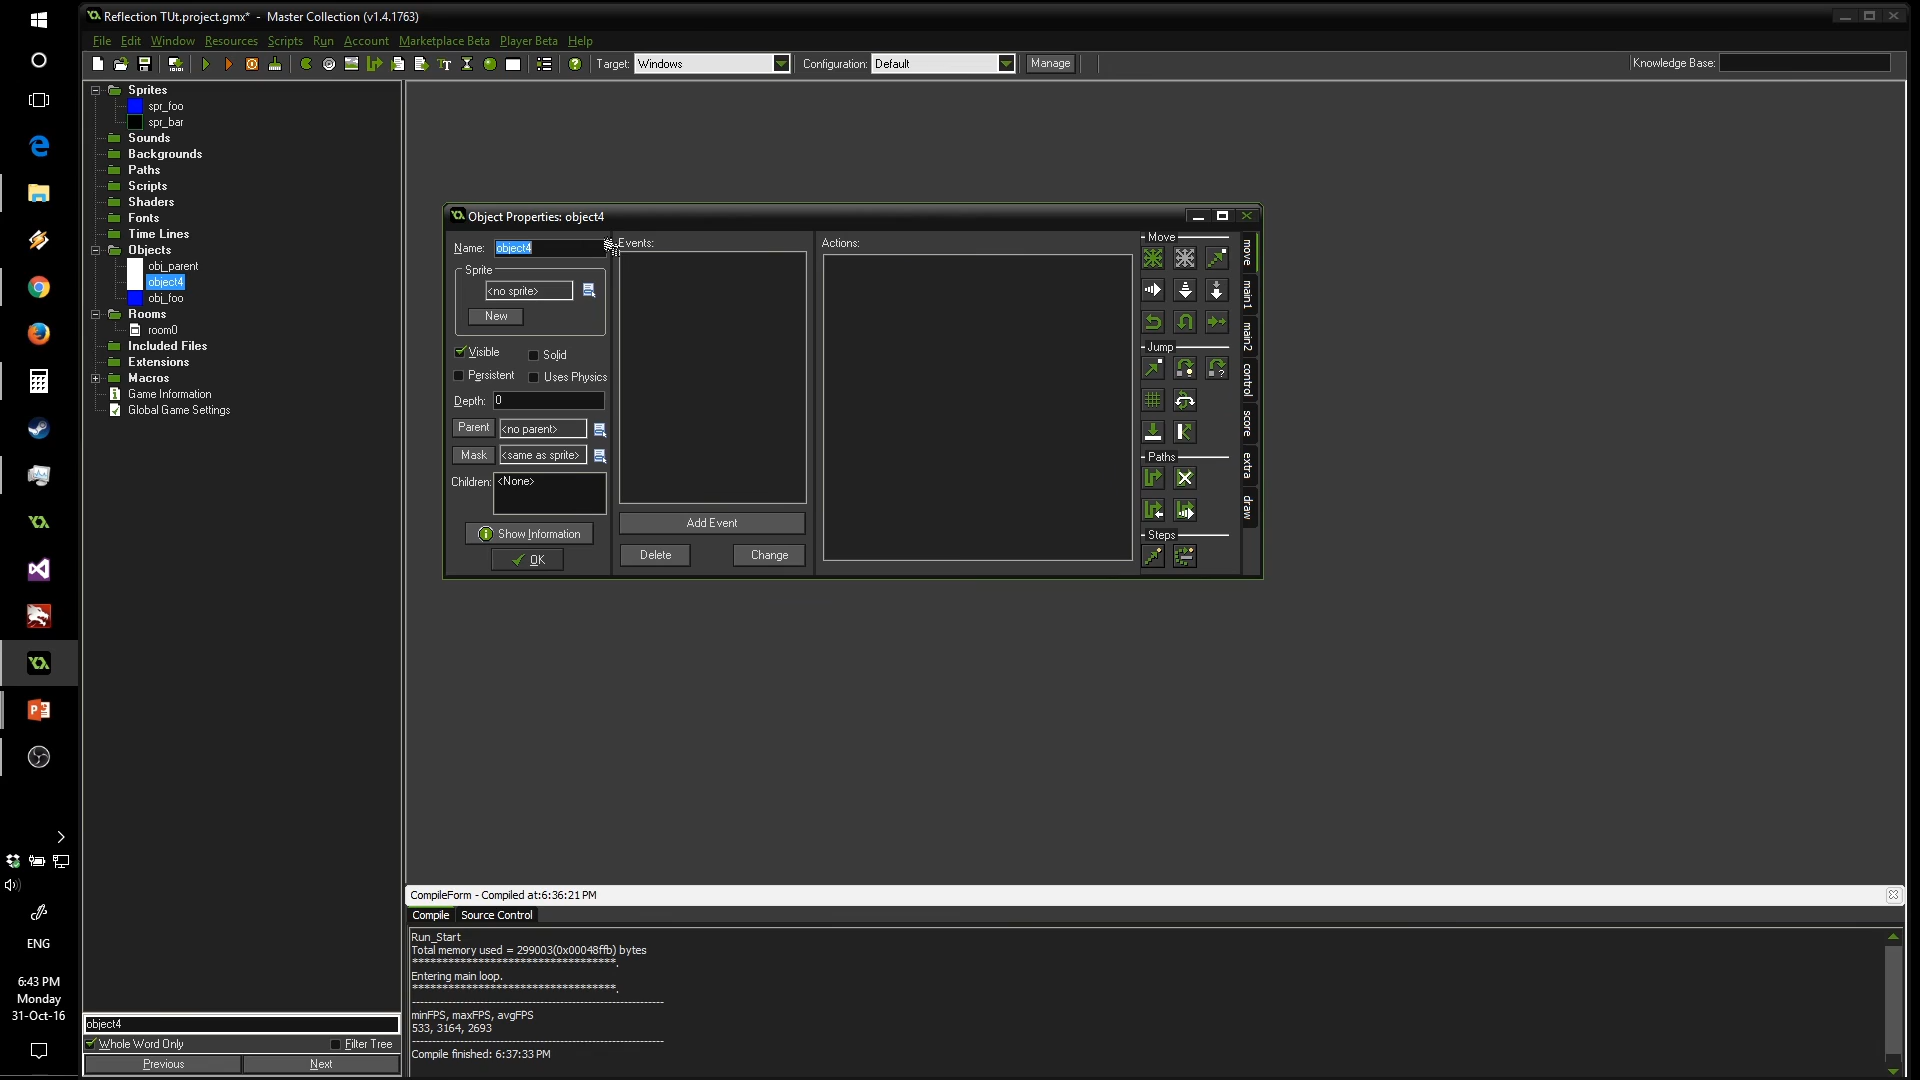 Reflection TUt.project.gmx* - Master Collection (v1.4.1763)
File Edit Window Resources Scripts Run Account Marketplace Beta Player Beta Help
Target: Windows Configuration: Default Manage Knowledge Base:
Sprites
spr_foo
spr_bar
Sounds
Backgrounds
Paths
Scripts
Shaders
Fonts
Time Lines
Objects
obj_parent
object4
obj_foo
Rooms
room0
Included Files
Extensions
Macros
Game Information
Global Game Settings
object4
Whole Word Only Filter Tree
Previous Next
Object Properties: object4
Name: object4
Sprite
<no sprite>
New
Visible Solid
Persistent Uses Physics
Depth: 0
Parent <no parent>
Mask <same as sprite>
Children: <None>
Show Information
OK
Events:
Add Event
Delete Change
Actions:
Move
Jump
Paths
Steps
move
main1
main2
control
score
extra
draw
CompileForm - Compiled at:6:36:21 PM
Compile Source Control
Run_Start
Total memory used = 299003(0x00048ffb) bytes
**********************************.
Entering main loop.
**********************************.
---------------------------------------------------------------
minFPS, maxFPS, avgFPS
533, 3164, 2693
---------------------------------------------------------------
Compile finished: 6:37:33 PM
ENG
6:43 PM
Monday
31-Oct-16